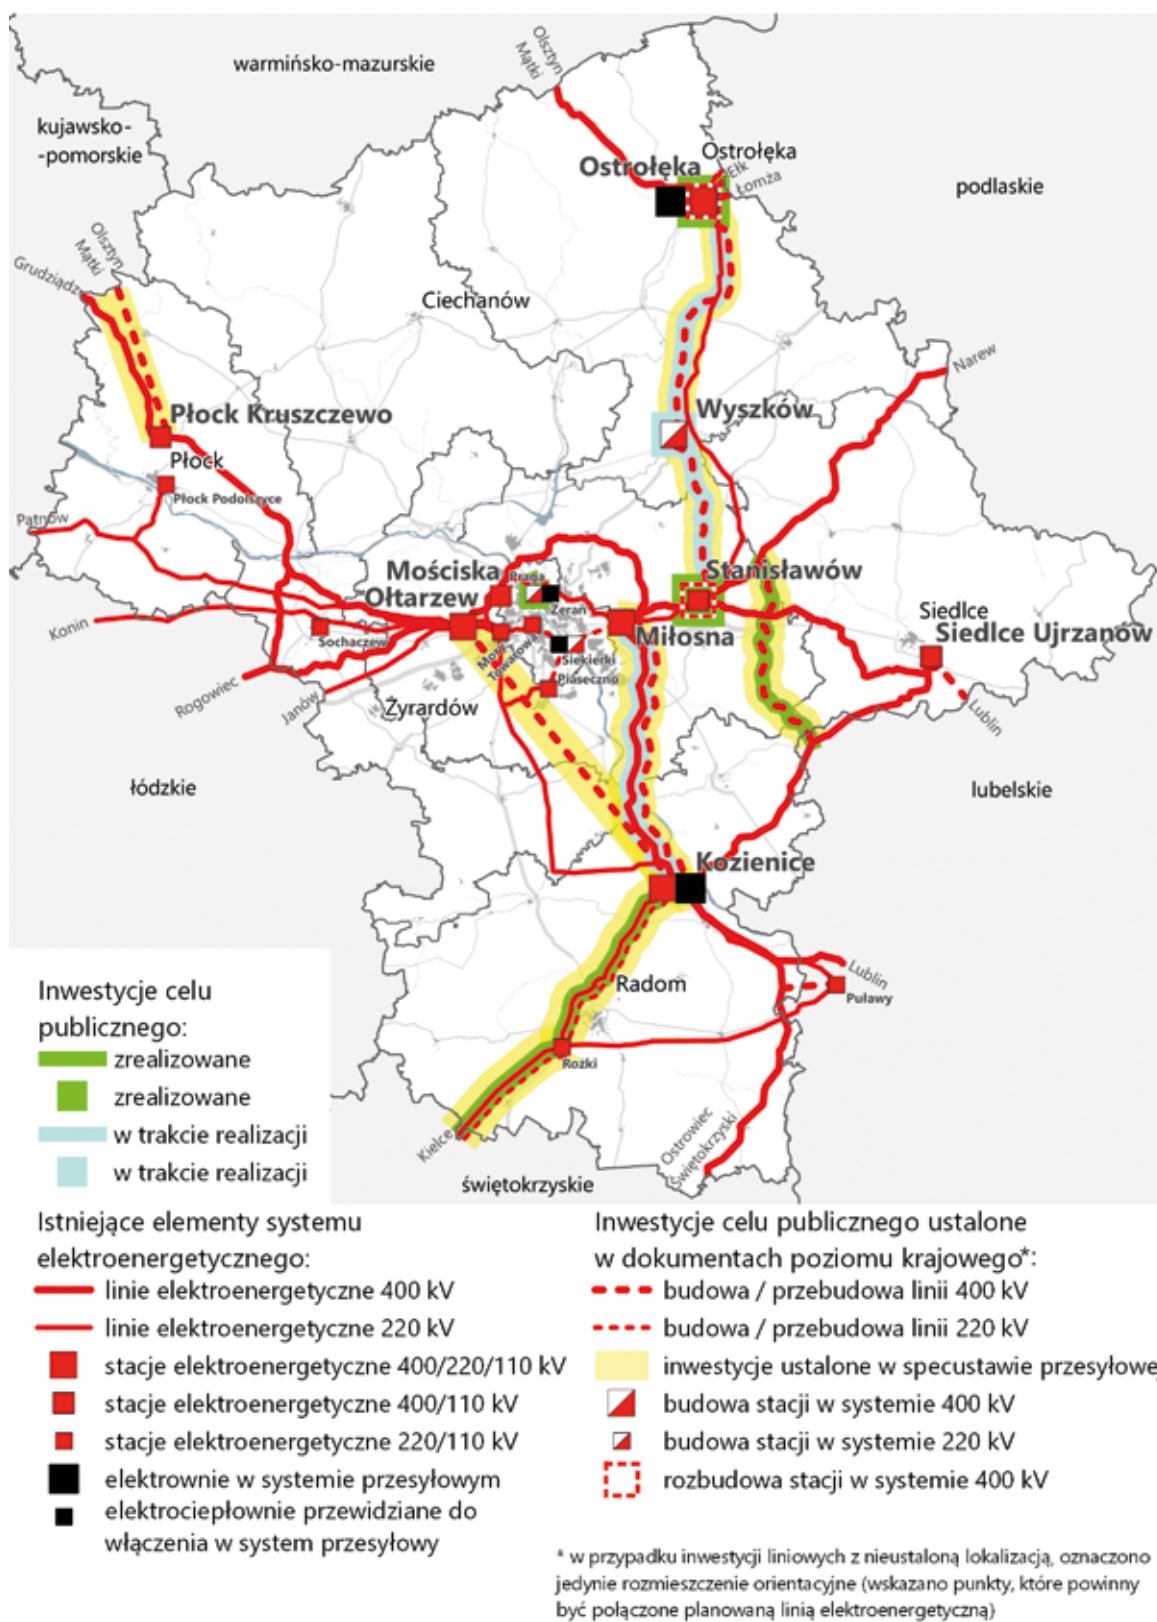 warmińsko-mazurskie
kujawsko-
-pomorskie
podlaskie
Olsztyn
Mątki
Ostrołęka
Ostrołęka
Ełk
Łomża
Olsztyn
Mątki
Grudziądz
Ciechanów
Narew
Płock Kruszczewo
Wyszków
Płock
Płock Podolszyce
Pątnów
Mościska
Praga
Stanisławów
Ołtarzew
Żerań
Siedlce
Siedlce Ujrzanów
Konin
Sochaczew
Miłosna
Mory
Towarowa
Siekierki
Piaseczno
Rogowiec
Janów
Żyrardów
Lublin
łódzkie
lubelskie
Kozienice
Radom
Lublin
Puławy
Rożki
Kielce
Ostrowiec
Świętokrzyski
świętokrzyskie
Inwestycje celu
publicznego:
zrealizowane
zrealizowane
w trakcie realizacji
w trakcie realizacji
Istniejące elementy systemu
elektroenergetycznego:
linie elektroenergetyczne 400 kV
linie elektroenergetyczne 220 kV
stacje elektroenergetyczne 400/220/110 kV
stacje elektroenergetyczne 400/110 kV
stacje elektroenergetyczne 220/110 kV
elektrownie w systemie przesyłowym
elektrociepłownie przewidziane do
włączenia w system przesyłowy
Inwestycje celu publicznego ustalone
w dokumentach poziomu krajowego*:
budowa / przebudowa linii 400 kV
budowa / przebudowa linii 220 kV
inwestycje ustalone w specustawie przesyłowe
budowa stacji w systemie 400 kV
budowa stacji w systemie 220 kV
rozbudowa stacji w systemie 400 kV
* w przypadku inwestycji liniowych z nieustaloną lokalizacją, oznaczono
jedynie rozmieszczenie orientacyjne (wskazano punkty, które powinny
być połączone planowaną linią elektroenergetyczną)